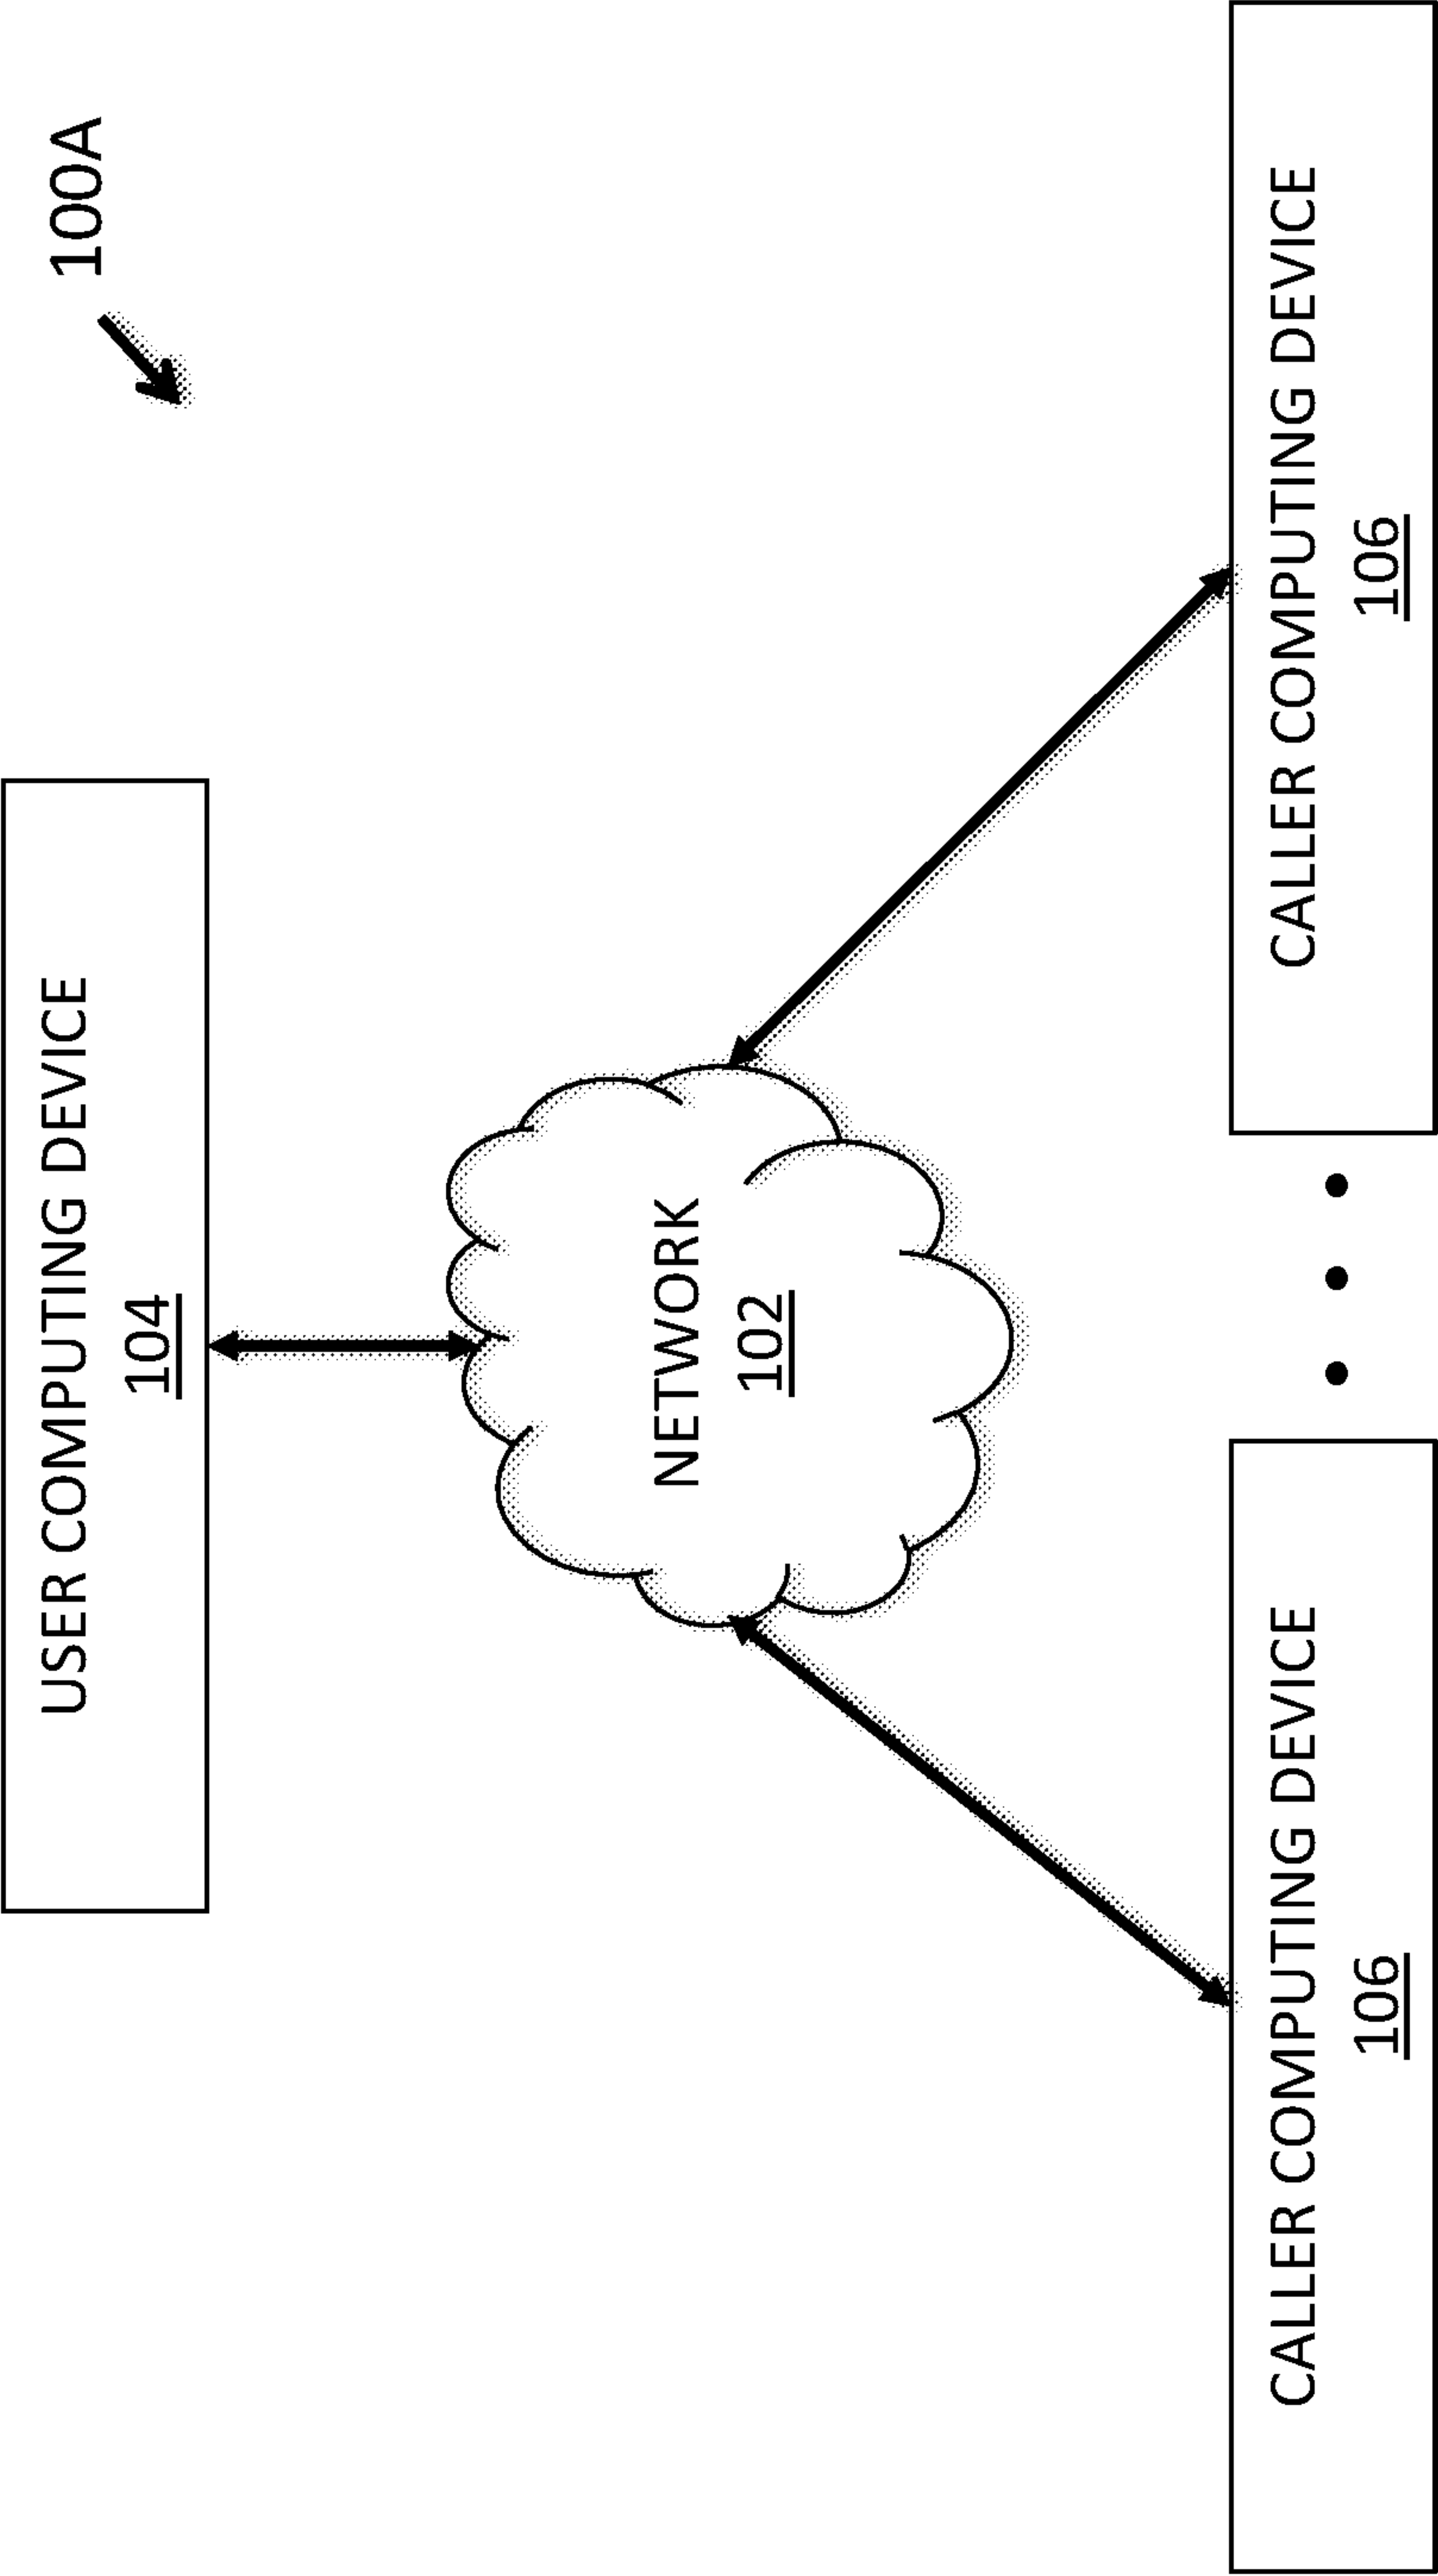 100A
USER COMPUTING DEVICE
104
NETWORK
102
CALLER COMPUTING DEVICE
106
CALLER COMPUTING DEVICE
106